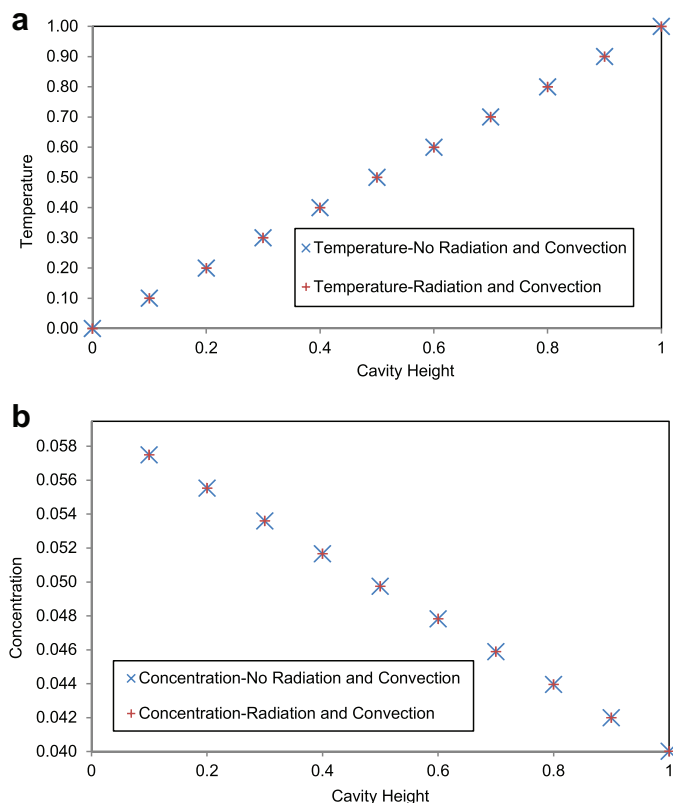 a
1.00
0.90
0.80
0.70
0.60
0.50
0.40
0.30
0.20
0.10
0.00
Temperature
Temperature-No Radiation and Convection
Temperature-Radiation and Convection
0 0.2 0.4 0.6 0.8 1
Cavity Height
b
0.058
0.056
0.054
0.052
0.050
0.048
0.046
0.044
0.042
0.040
Concentration
Concentration-No Radiation and Convection
Concentration-Radiation and Convection
0 0.2 0.4 0.6 0.8 1
Cavity Height